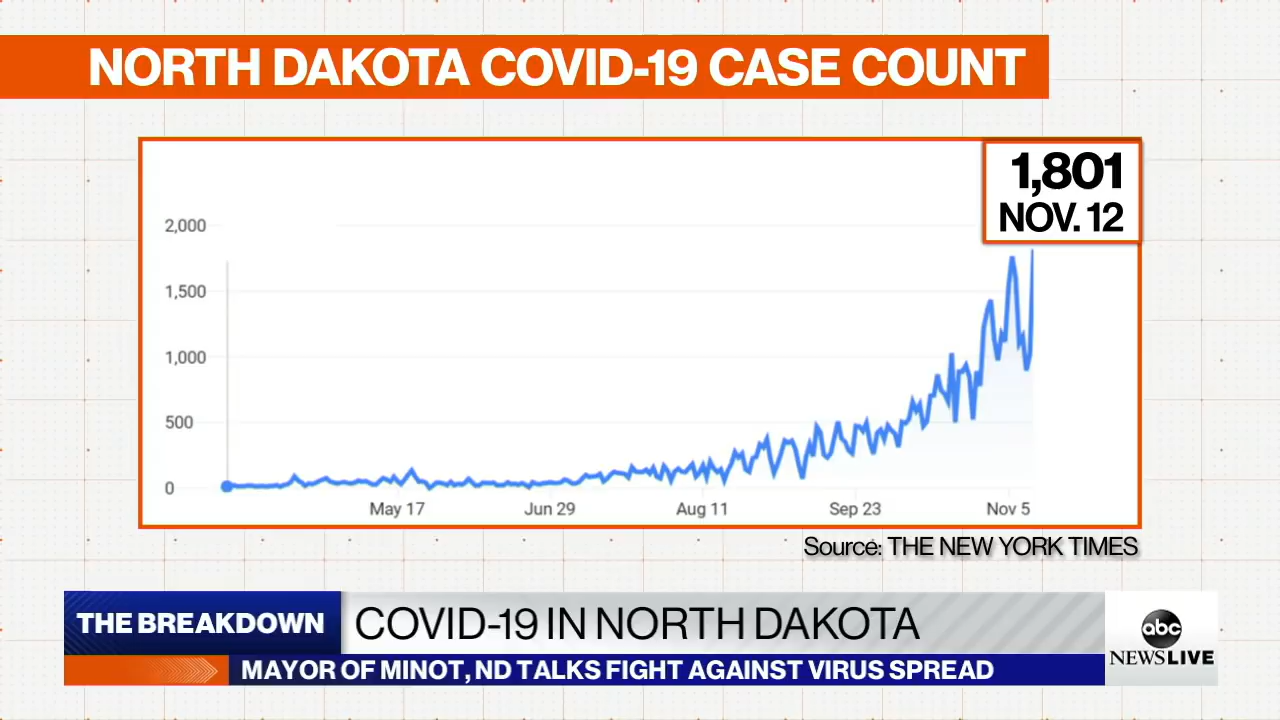 NORTH DAKOTA COVID-19 CASE COUNT
1,801
NOV. 12
2,000
1,500
1,000
500
0
May 17
Jun 29
Aug 11
Sep 23
Nov 5
Source: THE NEW YORK TIMES
THE BREAKDOWN
COVID-19 IN NORTH DAKOTA
MAYOR OF MINOT, ND TALKS FIGHT AGAINST VIRUS SPREAD
abc
NEWSLIVE